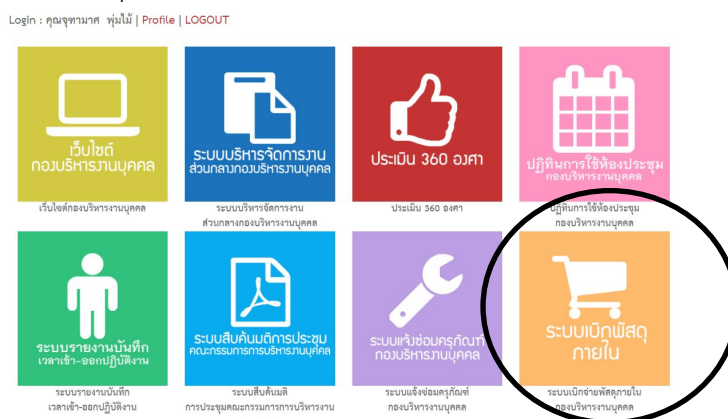 Login : คุณจุฑามาศ พุ่มไม้ | Profile | LOGOUT
เว็บไซต์
กองบริหารงานบุคคล
ระบบบริหารจัดการงาน
ส่วนกลางกองบริหารงานบุคคล
ประเมิน 360 องศา
ปฏิทินการใช้ห้องประชุม
กองบริหารงานบุคคล
เว็บไซต์กองบริหารงานบุคคล
ระบบบริหารจัดการงาน
ส่วนกลางกองบริหารงานบุคคล
ประเมิน 360 องศา
ปฏิทินการใช้ห้องประชุม
กองบริหารงานบุคคล
ระบบรายงานบันทึก
เวลาเข้า-ออกปฏิบัติงาน
ระบบสืบค้นมติการประชุม
คณะกรรมการการบริหารงานบุคคล
ระบบแจ้งซ่อมครุภัณฑ์
กองบริหารงานบุคคล
ระบบเบิกพัสดุ
ภายใน
ระบบรายงานบันทึก
เวลาเข้า-ออกปฏิบัติงาน
ระบบสืบค้นมติ
การประชุมคณะกรรมการการบริหารงาน
ระบบแจ้งซ่อมครุภัณฑ์
กองบริหารงานบุคคล
ระบบเบิกจ่ายพัสดุภายใน
กองบริหารงานบุคคล